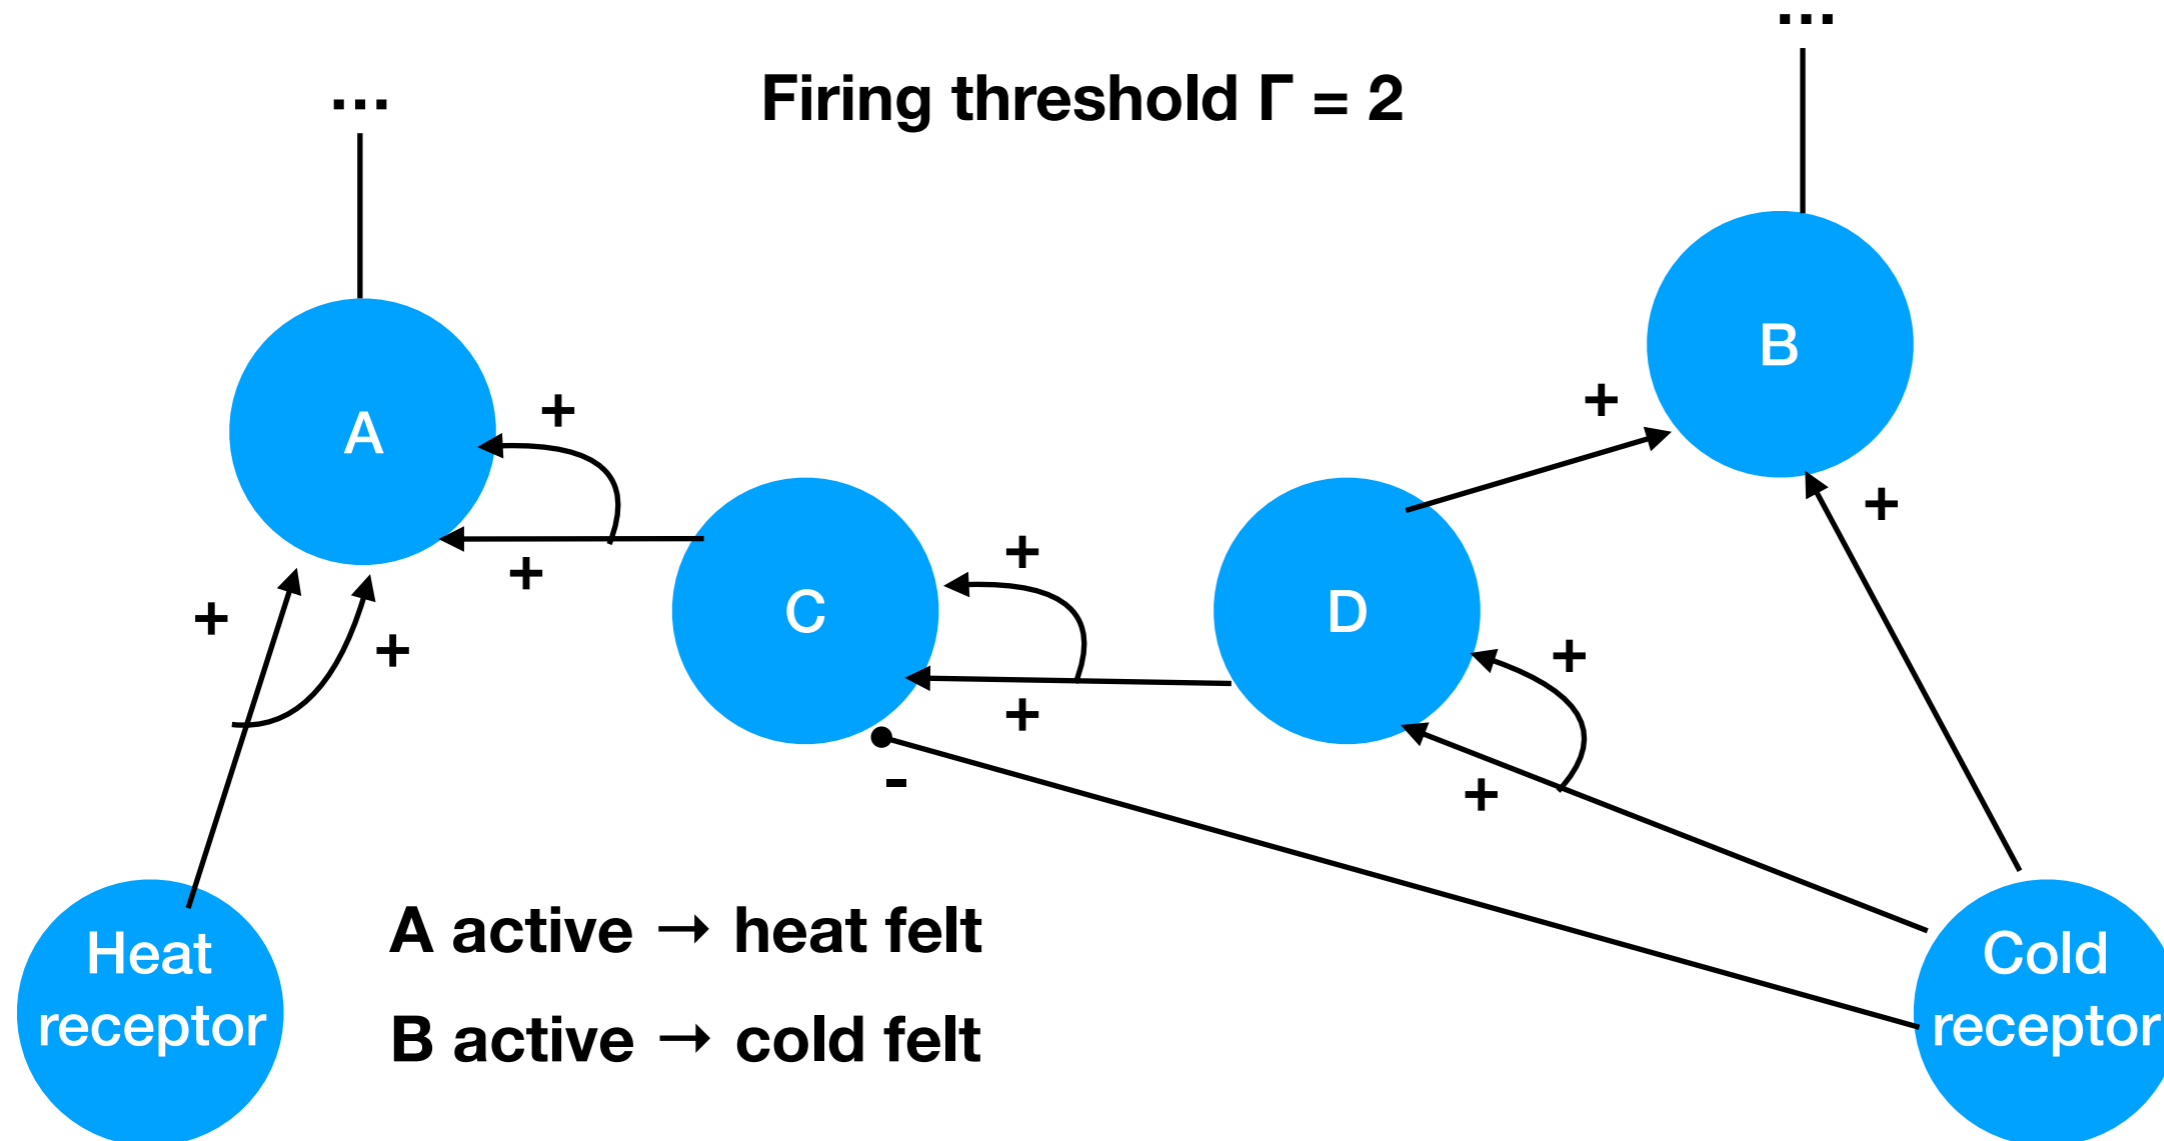 ...
...
Firing threshold Γ = 2
B
+
A
+
+
+
+
C
D
+
+
+
+
+
+
-
A active → heat felt
B active → cold felt
Heat
receptor
Cold
receptor